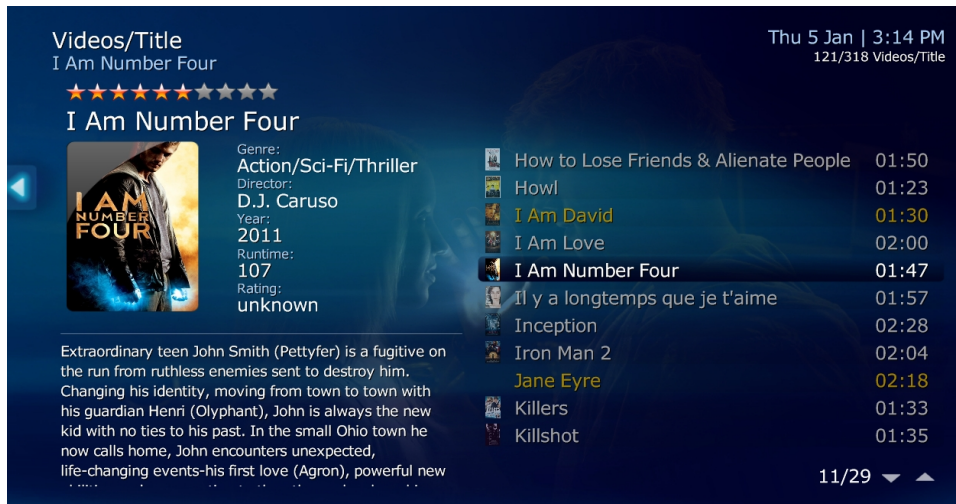 Videos/Title
I Am Number Four
Thu 5 Jan | 3:14 PM
121/318 Videos/Title
I Am Number Four
I AM
NUMBER
FOUR
Genre:
Action/Sci-Fi/Thriller
Director:
D.J. Caruso
Year:
2011
Runtime:
107
Rating:
unknown
Extraordinary teen John Smith (Pettyfer) is a fugitive on
the run from ruthless enemies sent to destroy him.
Changing his identity, moving from town to town with
his guardian Henri (Olyphant), John is always the new
kid with no ties to his past. In the small Ohio town he
now calls home, John encounters unexpected,
life-changing events-his first love (Agron), powerful new
How to Lose Friends & Alienate People 01:50
Howl 01:23
I Am David 01:30
I Am Love 02:00
I Am Number Four 01:47
Il y a longtemps que je t'aime 01:57
Inception 02:28
Iron Man 2 02:04
Jane Eyre 02:18
Killers 01:33
Killshot 01:35
11/29